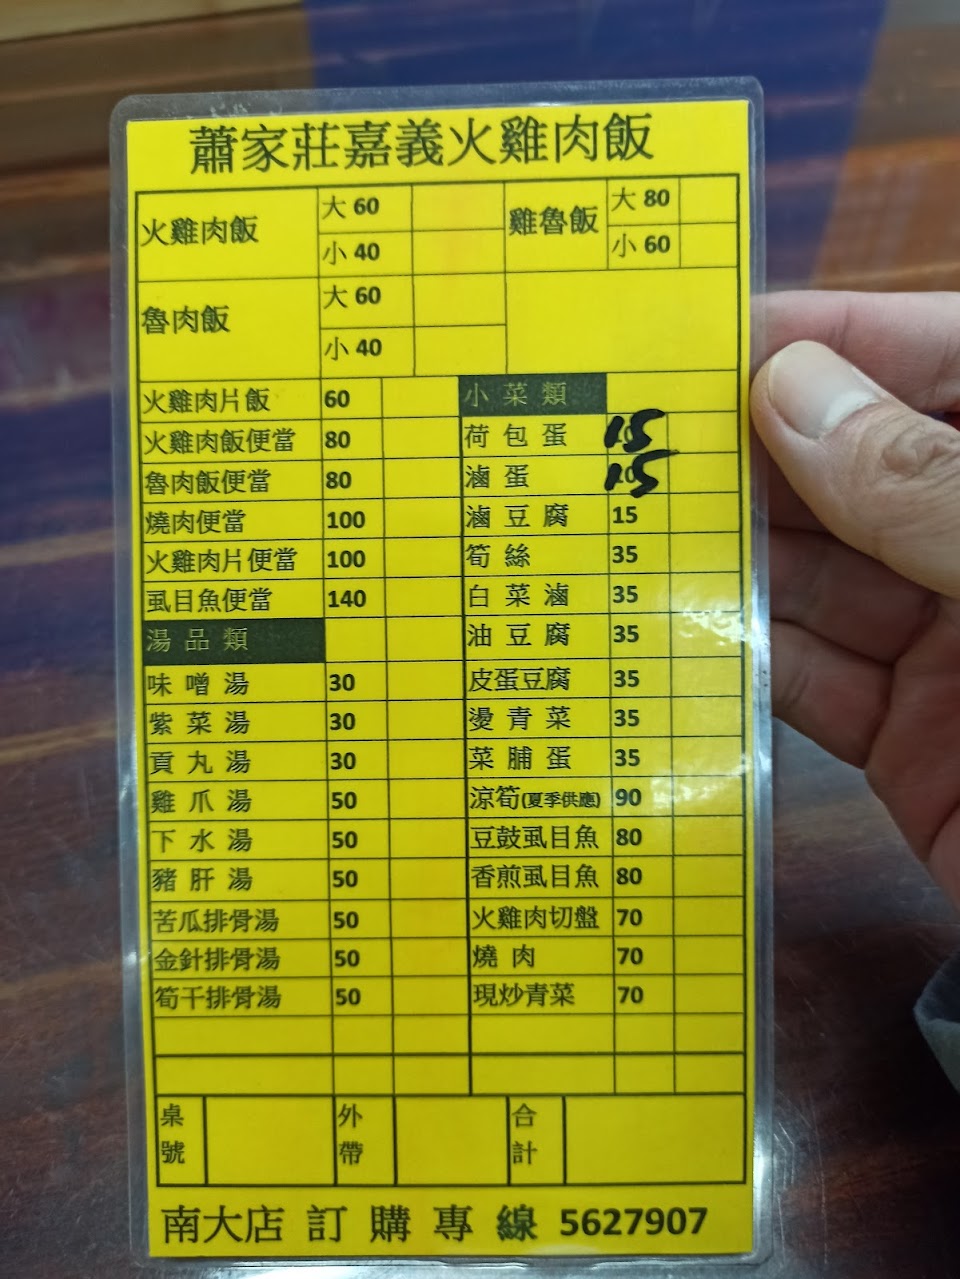 蕭家莊嘉義火雞肉飯
火雞肉飯 大 60 雞魯飯 大 80
小 40 小 60
魯肉飯 大 60
小 40
火雞肉片飯 60 小菜類
火雞肉飯便當 80 荷包蛋 15
魯肉飯便當 80 滷蛋 15
燒肉便當 100 滷豆腐 15
火雞肉片便當 100 筍絲 35
虱目魚便當 140 白菜滷 35
湯品類 油豆腐 35
味噌湯 30 皮蛋豆腐 35
紫菜湯 30 燙青菜 35
貢丸湯 30 菜脯蛋 35
雞爪湯 50 涼筍(夏季供應) 90
下水湯 50 豆鼓虱目魚 80
豬肝湯 50 香煎虱目魚 80
苦瓜排骨湯 50 火雞肉切盤 70
金針排骨湯 50 燒肉 70
筍干排骨湯 50 現炒青菜 70
桌號 外帶 合計
南大店 訂購專線 5627907